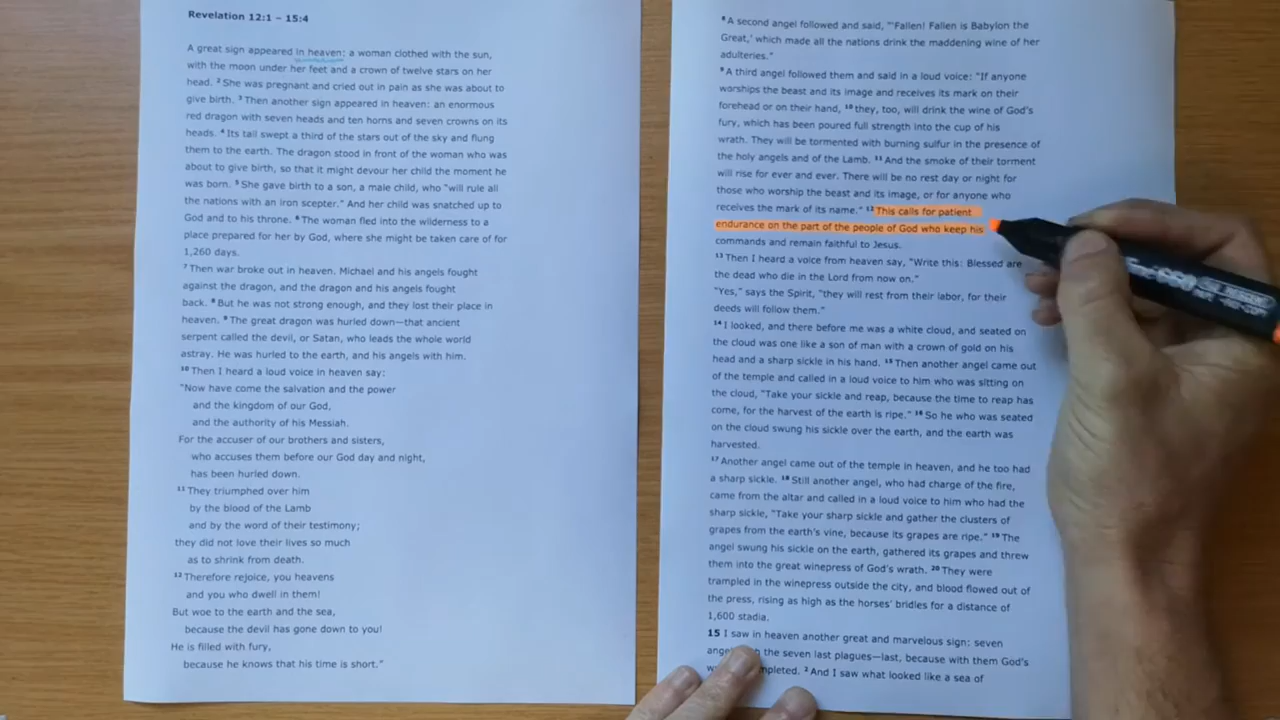 Revelation 12:1 – 15:4
A great sign appeared in heaven: a woman clothed with the sun,
with the moon under her feet and a crown of twelve stars on her
head. 2 She was pregnant and cried out in pain as she was about to
give birth. 3 Then another sign appeared in heaven: an enormous
red dragon with seven heads and ten horns and seven crowns on its
heads. 4 Its tail swept a third of the stars out of the sky and flung
them to the earth. The dragon stood in front of the woman who was
about to give birth, so that it might devour her child the moment he
was born. 5 She gave birth to a son, a male child, who "will rule all
the nations with an iron scepter." And her child was snatched up to
God and to his throne. 6 The woman fled into the wilderness to a
place prepared for her by God, where she might be taken care of for
1,260 days.
7 Then war broke out in heaven. Michael and his angels fought
against the dragon, and the dragon and his angels fought
back. 8 But he was not strong enough, and they lost their place in
heaven. 9 The great dragon was hurled down—that ancient
serpent called the devil, or Satan, who leads the whole world
astray. He was hurled to the earth, and his angels with him.
10 Then I heard a loud voice in heaven say:
"Now have come the salvation and the power
and the kingdom of our God,
and the authority of his Messiah.
For the accuser of our brothers and sisters,
who accuses them before our God day and night,
has been hurled down.
11 They triumphed over him
by the blood of the Lamb
and by the word of their testimony;
they did not love their lives so much
as to shrink from death.
12 Therefore rejoice, you heavens
and you who dwell in them!
But woe to the earth and the sea,
because the devil has gone down to you!
He is filled with fury,
because he knows that his time is short."
8 A second angel followed and said, "'Fallen! Fallen is Babylon the
Great,' which made all the nations drink the maddening wine of her
adulteries."
9 A third angel followed them and said in a loud voice: "If anyone
worships the beast and its image and receives its mark on their
forehead or on their hand, 10 they, too, will drink the wine of God's
fury, which has been poured full strength into the cup of his
wrath. They will be tormented with burning sulfur in the presence of
the holy angels and of the Lamb. 11 And the smoke of their torment
will rise for ever and ever. There will be no rest day or night for
those who worship the beast and its image, or for anyone who
receives the mark of its name." 12 This calls for patient
endurance on the part of the people of God who keep his
commands and remain faithful to Jesus.
13 Then I heard a voice from heaven say, "Write this: Blessed are
the dead who die in the Lord from now on."
"Yes," says the Spirit, "they will rest from their labor, for their
deeds will follow them."
14 I looked, and there before me was a white cloud, and seated on
the cloud was one like a son of man with a crown of gold on his
head and a sharp sickle in his hand. 15 Then another angel came out
of the temple and called in a loud voice to him who was sitting on
the cloud, "Take your sickle and reap, because the time to reap has
come, for the harvest of the earth is ripe." 16 So he who was seated
on the cloud swung his sickle over the earth, and the earth was
harvested.
17 Another angel came out of the temple in heaven, and he too had
a sharp sickle. 18 Still another angel, who had charge of the fire,
came from the altar and called in a loud voice to him who had the
sharp sickle, "Take your sharp sickle and gather the clusters of
grapes from the earth's vine, because its grapes are ripe." 19 The
angel swung his sickle on the earth, gathered its grapes and threw
them into the great winepress of God's wrath. 20 They were
trampled in the winepress outside the city, and blood flowed out of
the press, rising as high as the horses' bridles for a distance of
1,600 stadia.
15 I saw in heaven another great and marvelous sign: seven
the seven last plagues—last, because with them God's
2 And I saw what looked like a sea of